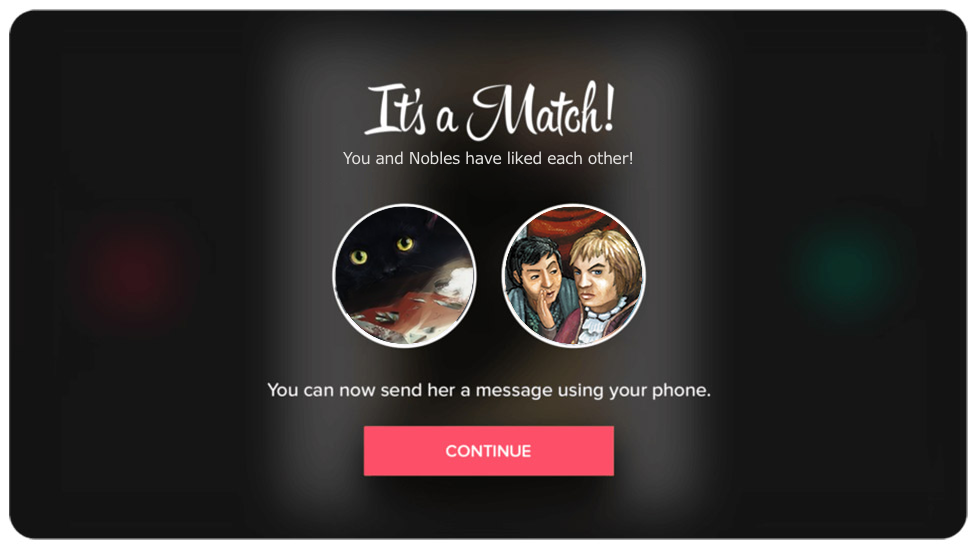 It's a Match!
You and Nobles have liked each other!
You can now send her a message using your phone.
CONTINUE